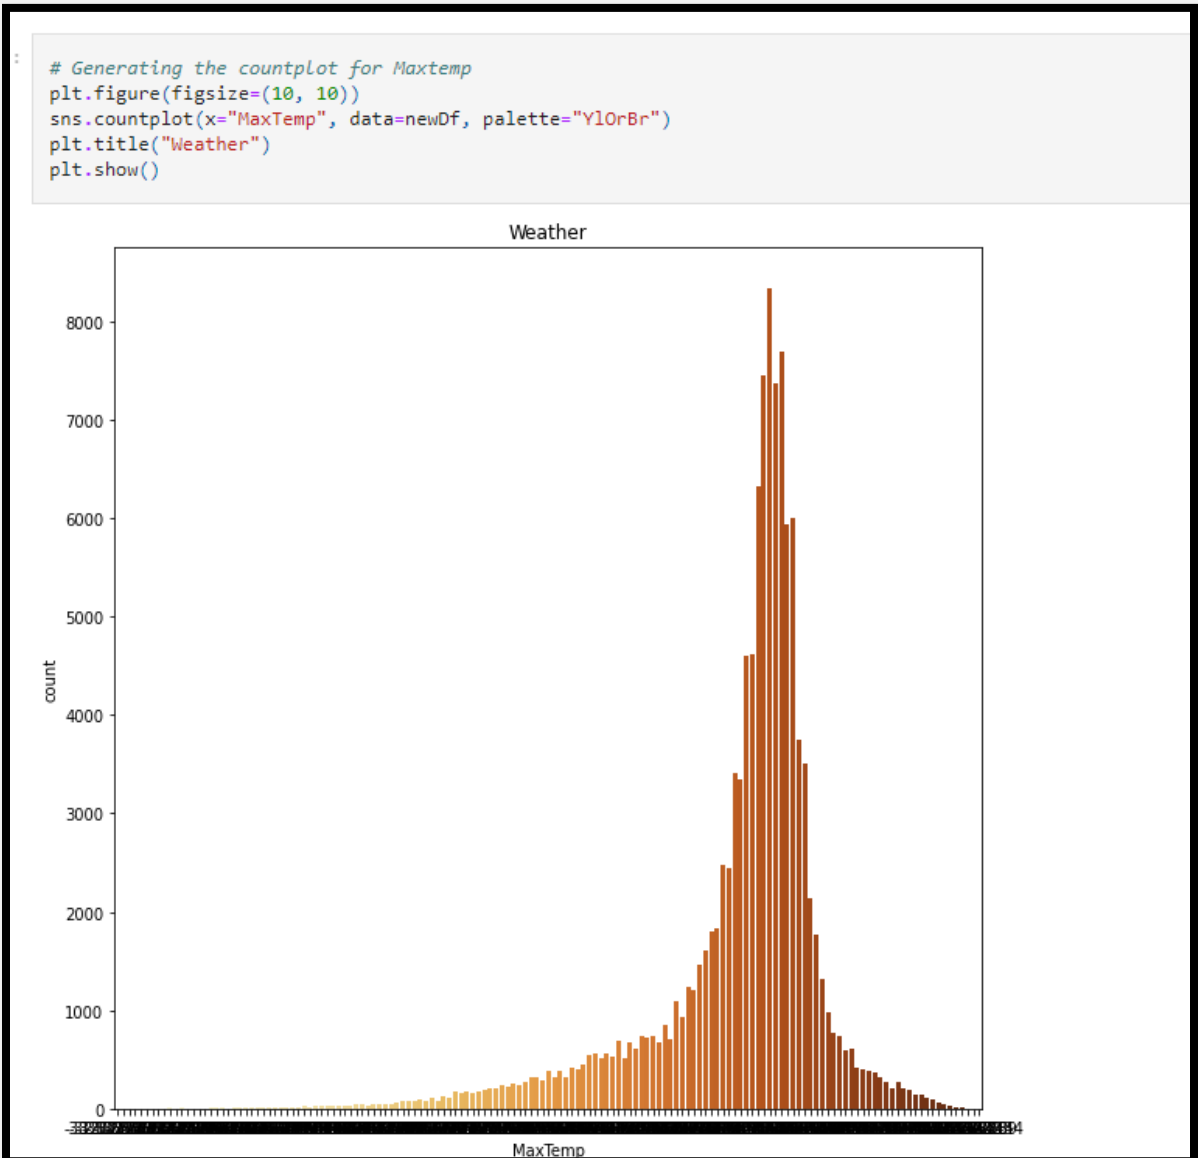 :
# Generating the countplot for Maxtemp
plt.figure(figsize=(10, 10))
sns.countplot(x="MaxTemp", data=newDf, palette="YlOrBr")
plt.title("Weather")
plt.show()
Weather
8000
7000
6000
5000
4000
3000
2000
1000
0
count
MaxTemp